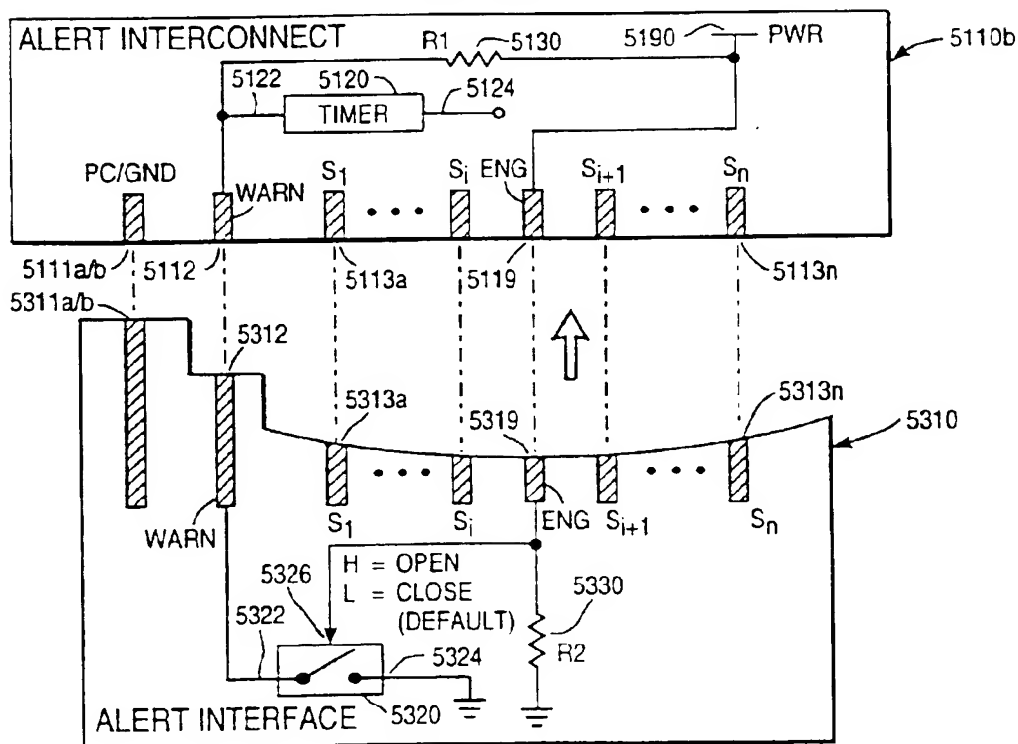 ALERT INTERCONNECT
R1 5130 5190 PWR 5110b
5122 5120 5124
TIMER
PC/GND WARN S1 • • • • Si ENG Si+1 • • • Sn
5111a/b 5112 5113a 5119 5113n
5311a/b
5312
5313a 5319 5313n 5310
• • • • • • •
WARN S1 Si ENG Si+1 Sn
5326 H = OPEN
L = CLOSE
(DEFAULT)
5330
5322 5324 R2
5320
ALERT INTERFACE